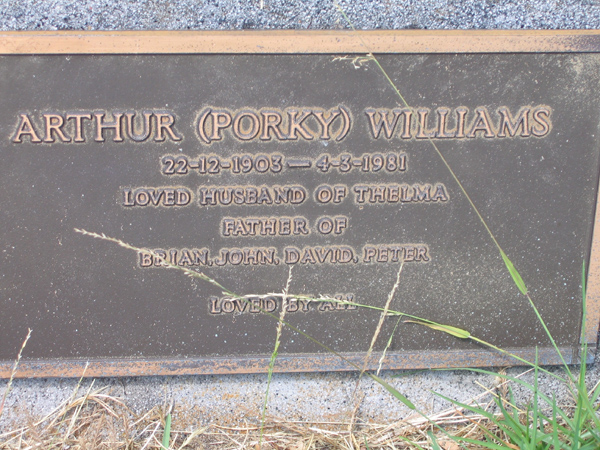 ARTHUR (PORKY) WILLIAMS
22-12-1903 — 4-3-1981
LOVED HUSBAND OF THELMA
FATHER OF
BRIAN, JOHN, DAVID, PETER
LOVED BY ALL